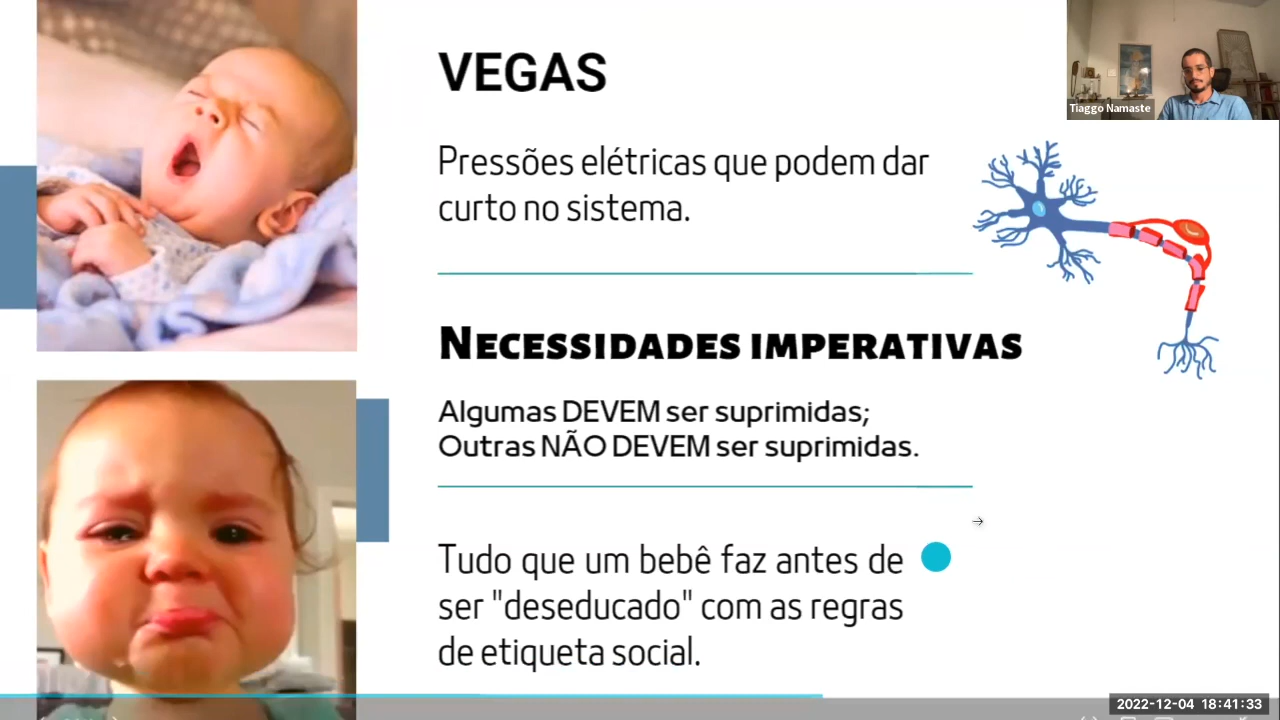 VEGAS
Tiaggo Namaste
Pressões elétricas que podem dar
curto no sistema.
NECESSIDADES IMPERATIVAS
Algumas DEVEM ser suprimidas;
Outras NÃO DEVEM ser suprimidas.
Tudo que um bebê faz antes de
ser "deseducado" com as regras
de etiqueta social.
2022-12-04 18:41:33